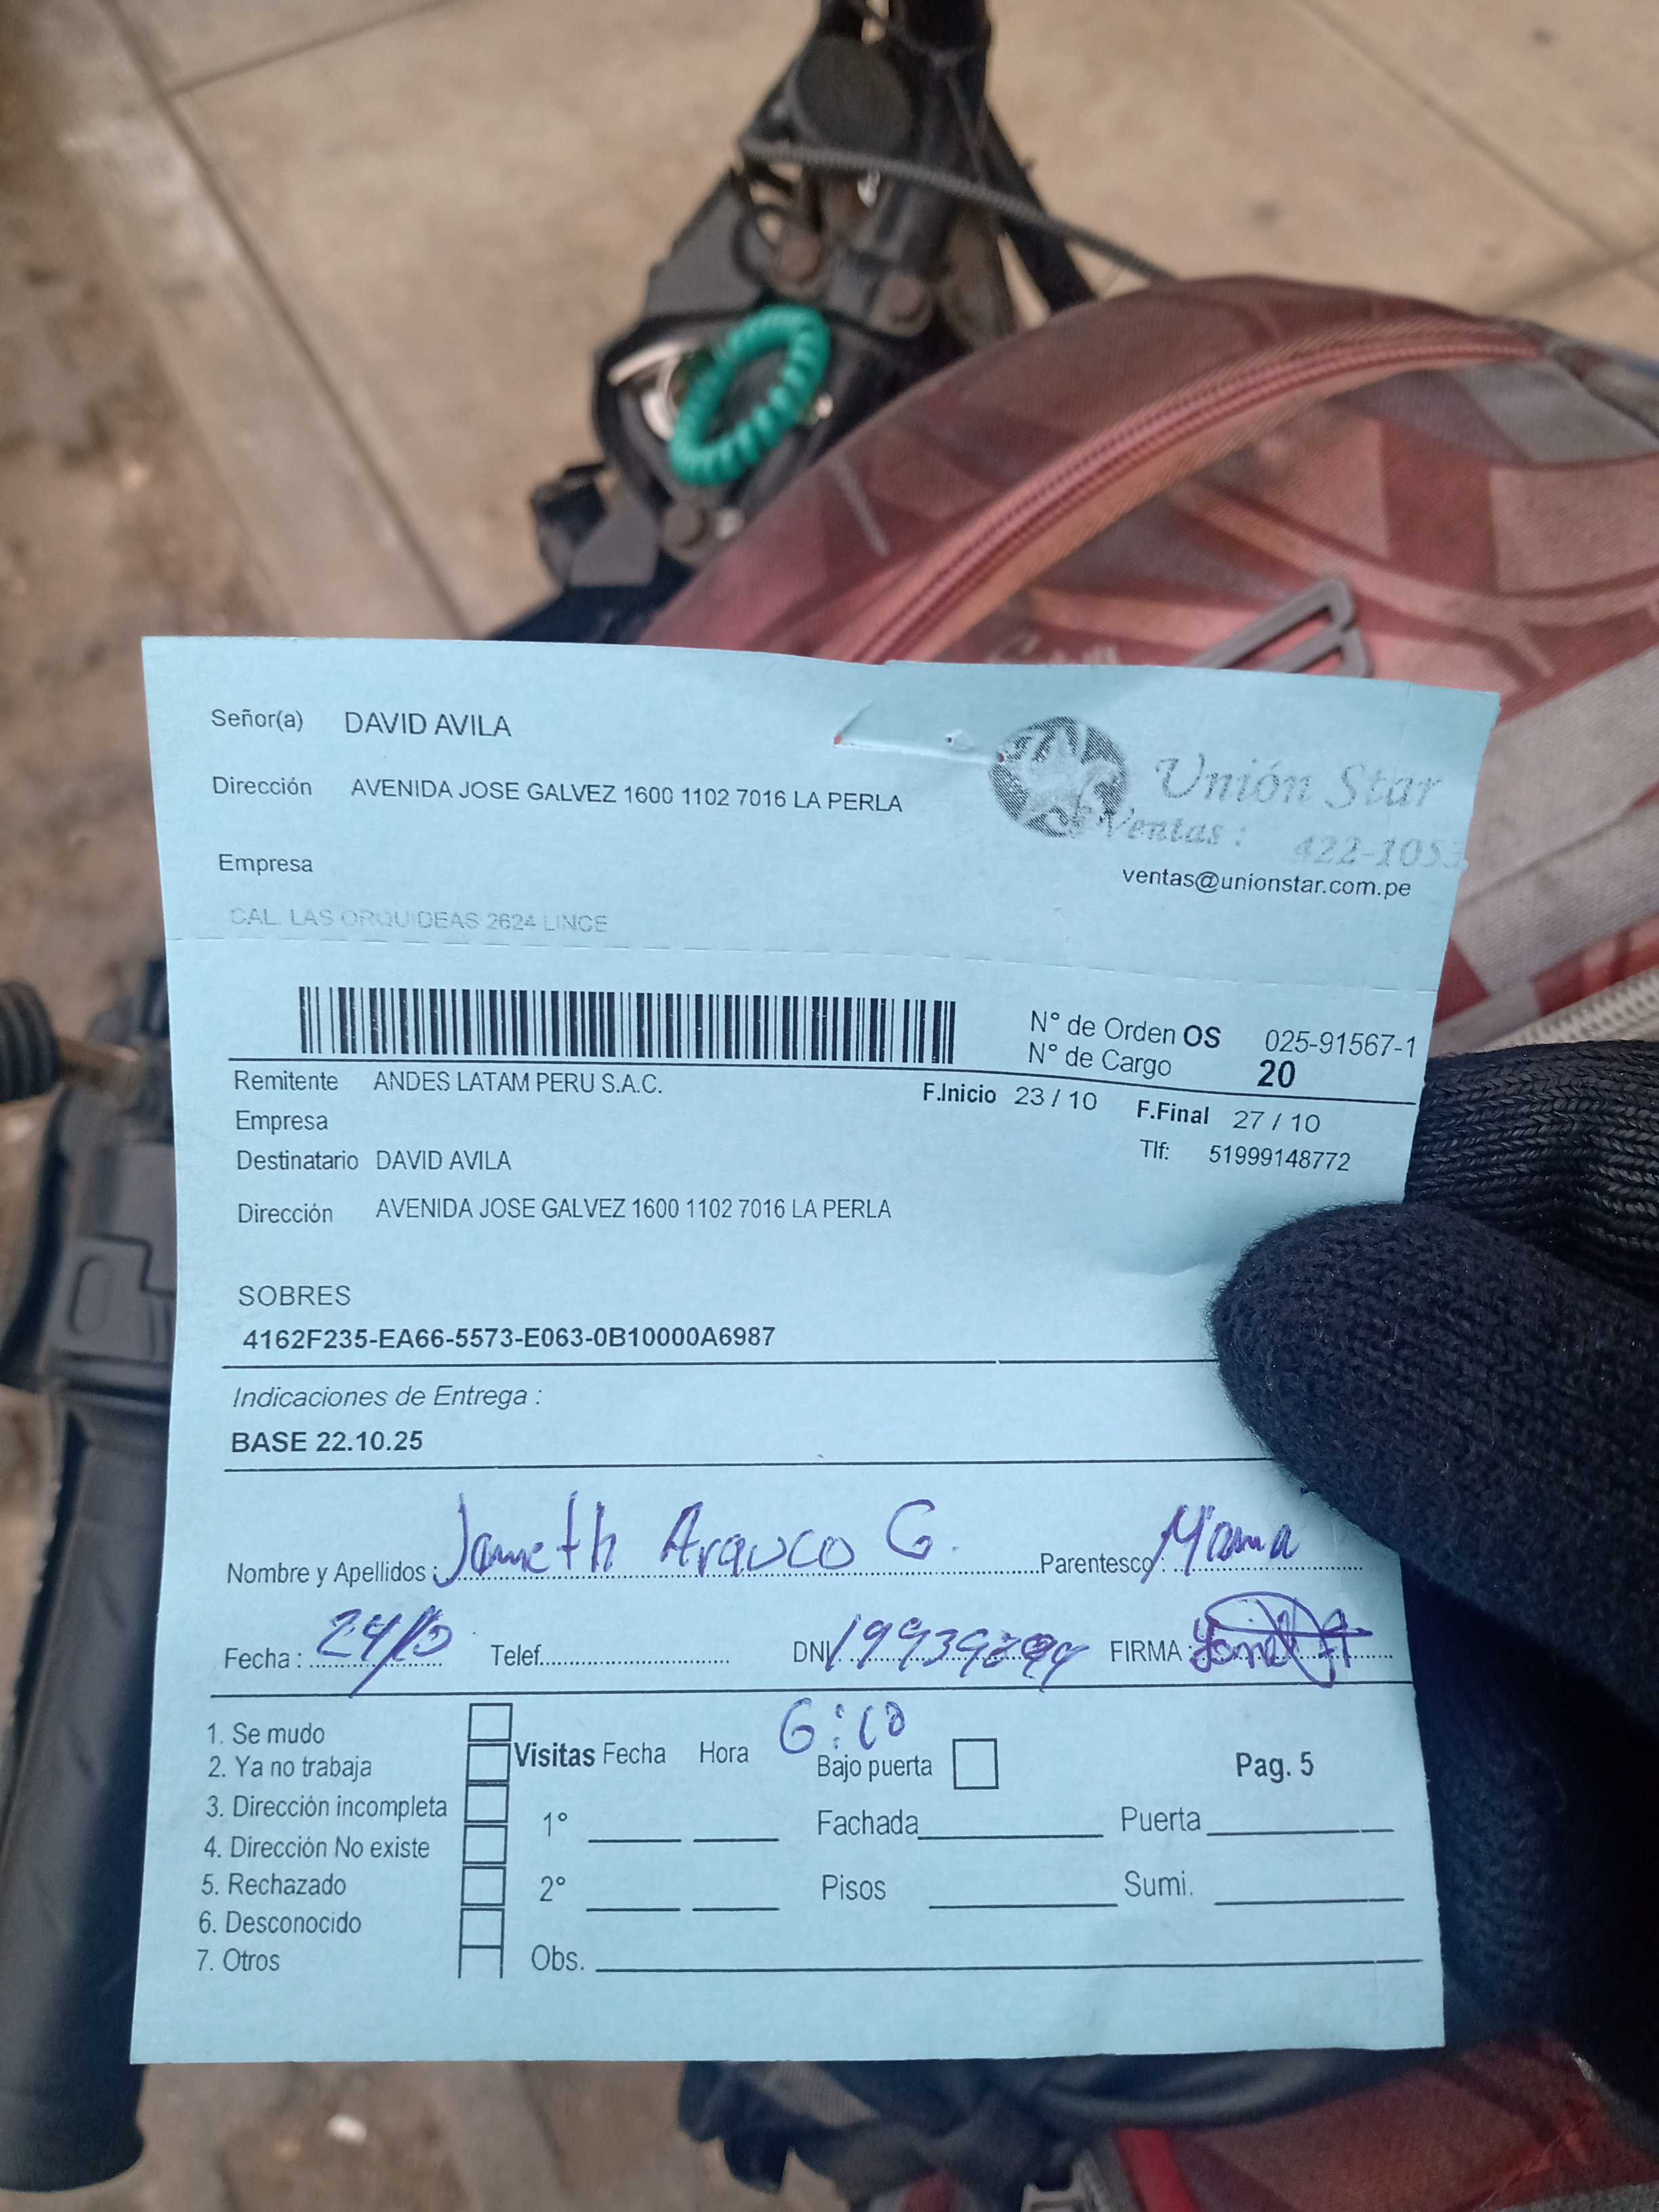 Señor(a) DAVID AVILA
Dirección AVENIDA JOSE GALVEZ 1600 1102 7016 LA PERLA
Unión Star
Ventas : 422-105
Empresa
ventas@unionstar.com.pe
CAL. LAS ORQUIDEAS 2624 LINCE
N° de Orden OS 025-91567-1
N° de Cargo 20
Remitente ANDES LATAM PERU S.A.C.
F.Inicio 23 / 10 F.Final 27 / 10
Empresa
Destinatario DAVID AVILA
Tlf: 51999148772
Dirección AVENIDA JOSE GALVEZ 1600 1102 7016 LA PERLA
SOBRES
4162F235-EA66-5573-E063-0B10000A6987
Indicaciones de Entrega :
BASE 22.10.25
Nombre y Apellidos : Janneth Arauco G. Parentesco : Mama
Fecha : 24/10 Telef. DNI FIRMA :
6:10
1. Se mudo
2. Ya no trabaja
3. Dirección incompleta
4. Dirección No existe
5. Rechazado
6. Desconocido
7. Otros
Visitas Fecha Hora Bajo puerta Pag. 5
1° Fachada Puerta
2° Pisos Sumi.
Obs.